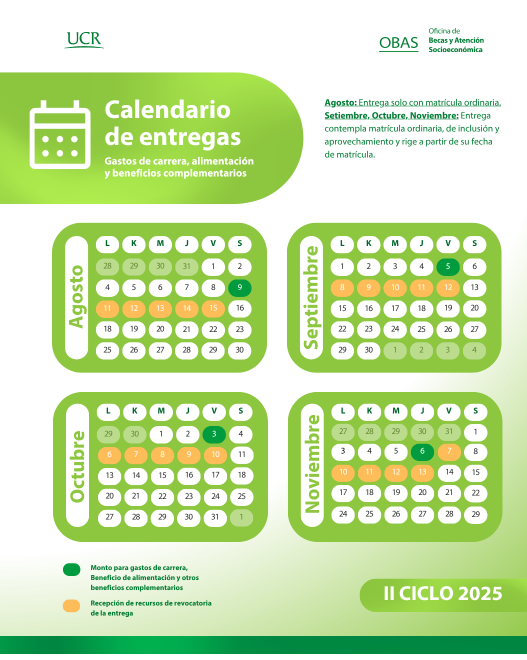 UCR
OBAS
Oficina de
Becas y Atención
Socioeconómica
Calendario
de entregas
Gastos de carrera, alimentación
y beneficios complementarios
Agosto: Entrega solo con matrícula ordinaria.
Setiembre, Octubre, Noviembre: Entrega
contempla matrícula ordinaria, de inclusión y
aprovechamiento y rige a partir de su fecha
de matrícula.
Agosto
L K M J V S
28 29 30 31 1 2
4 5 6 7 8 9
11 12 13 14 15 16
18 19 20 21 22 23
25 26 27 28 29 30
Septiembre
L K M J V S
1 2 3 4 5 6
8 9 10 11 12 13
15 16 17 18 19 20
22 23 24 25 26 27
29 30 1 2 3 4
Octubre
L K M J V S
29 30 1 2 3 4
6 7 8 9 10 11
13 14 15 16 17 18
20 21 22 23 24 25
27 28 29 30 31 1
Noviembre
L K M J V S
27 28 29 30 31 1
3 4 5 6 7 8
10 11 12 13 14 15
17 18 19 20 21 22
24 25 26 27 28 29
Monto para gastos de carrera,
Beneficio de alimentación y otros
beneficios complementarios
Recepción de recursos de revocatoria
de la entrega
II CICLO 2025